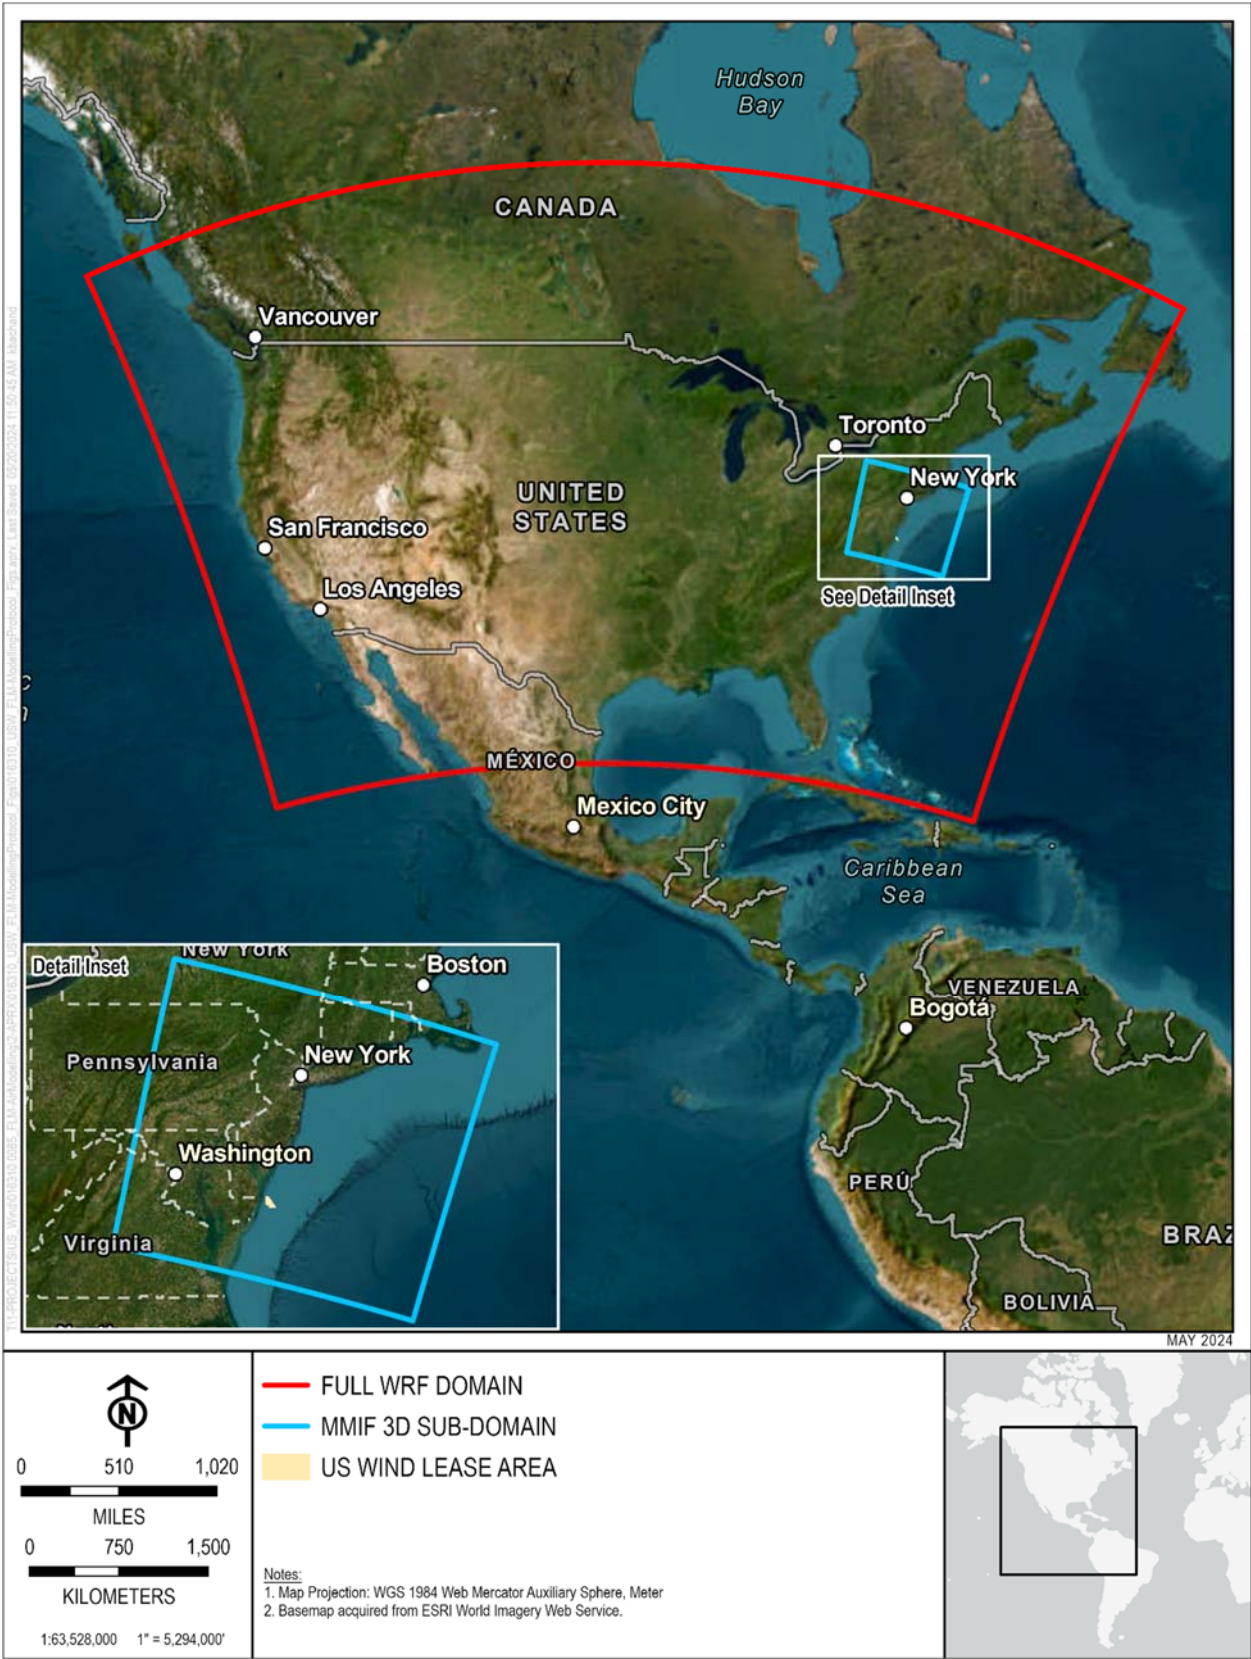 Hudson
Bay
CANADA
Vancouver
Toronto
New York
UNITED
STATES
San Francisco
Los Angeles
See Detail Inset
MÉXICO
Mexico City
Caribbean
Sea
Detail Inset
New York
Boston
VENEZUELA
Bogotá
Pennsylvania
New York
Washington
PERÚ
Virginia
BRAZ
BOLIVIA
MAY 2024
N
FULL WRF DOMAIN
MMIF 3D SUB-DOMAIN
US WIND LEASE AREA
0 510 1,020
MILES
0 750 1,500
KILOMETERS
1:63,528,000 1" = 5,294,000'
Notes:
1. Map Projection: WGS 1984 Web Mercator Auxiliary Sphere, Meter
2. Basemap acquired from ESRI World Imagery Web Service.